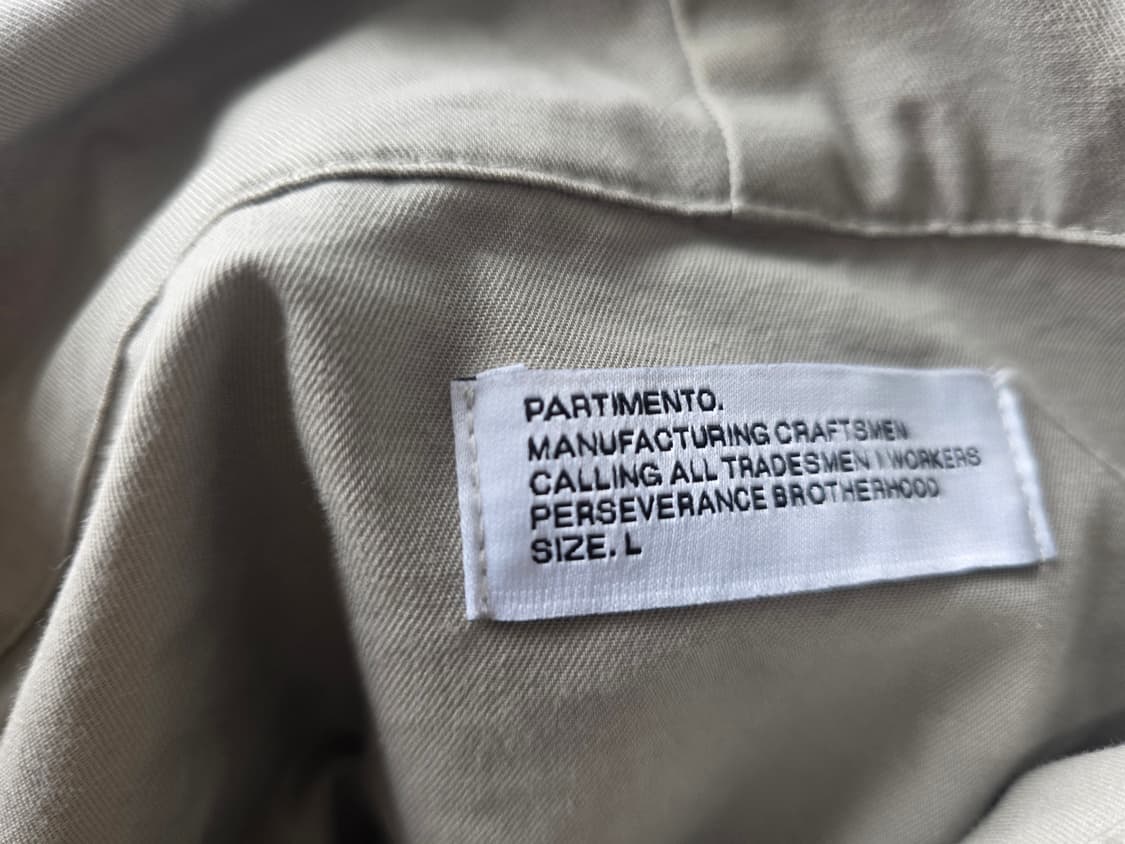 PARTIMENTO.
MANUFACTURING CRAFTSMEN
CALLING ALL TRADESMEN | WORKERS
PERSEVERANCE BROTHERHOOD
SIZE. L